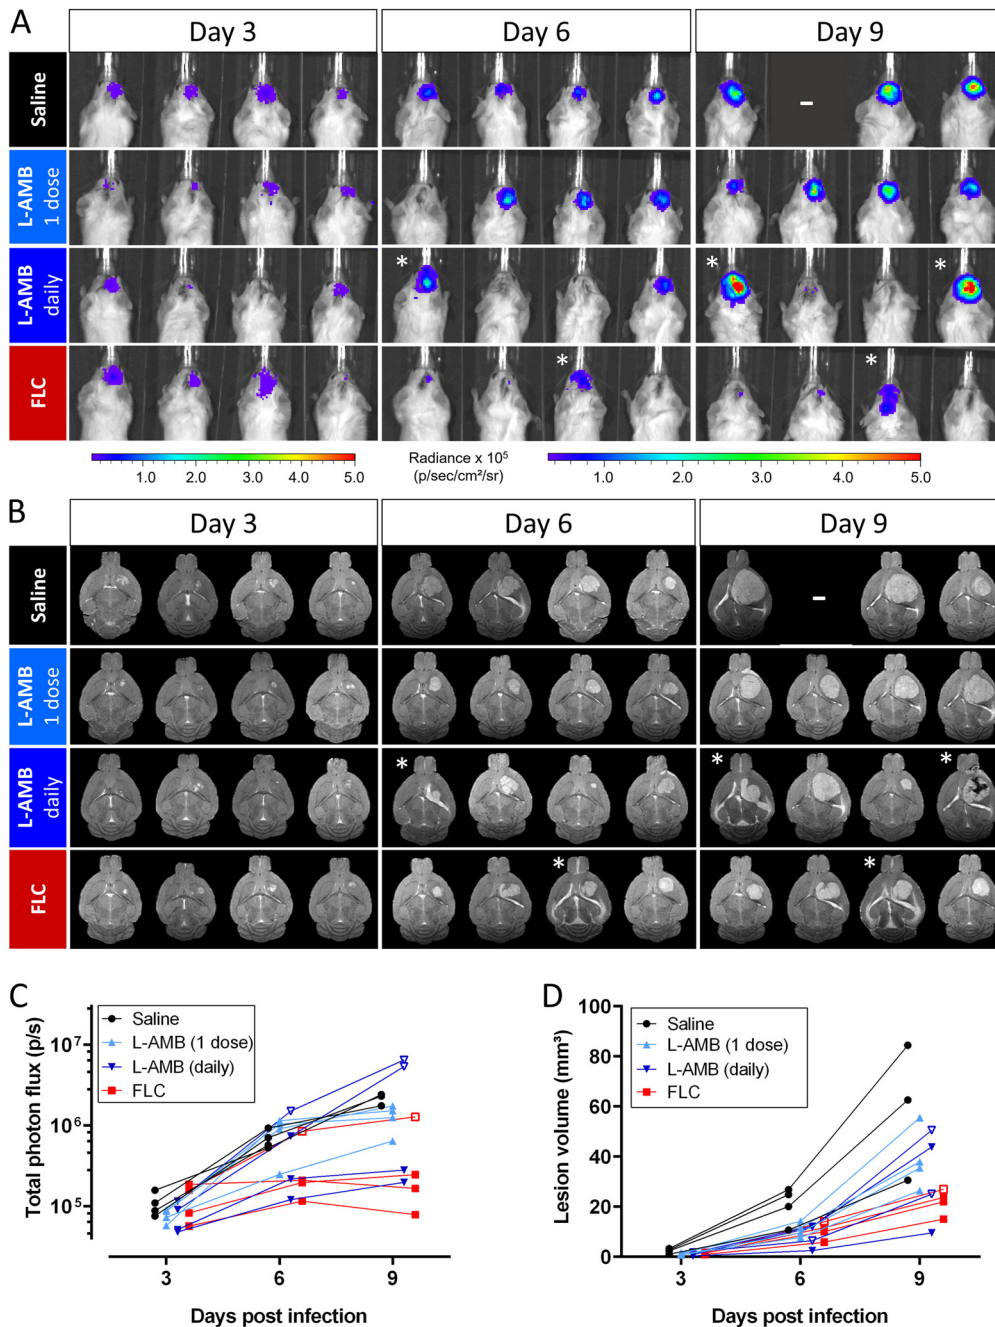 A
Day 3
Day 6
Day 9
Saline
–
L-AMB
1 dose
L-AMB
daily
*
*
*
FLC
*
*
1.0 2.0 3.0 4.0 5.0
Radiance x 10⁵
(p/sec/cm²/sr)
1.0 2.0 3.0 4.0 5.0
B
Day 3
Day 6
Day 9
Saline
–
L-AMB
1 dose
L-AMB
daily
*
*
*
FLC
*
*
C
Total photon flux (p/s)
10⁷
10⁶
10⁵
Saline
L-AMB (1 dose)
L-AMB (daily)
FLC
3 6 9
Days post infection
D
Lesion volume (mm³)
100
80
60
40
20
0
Saline
L-AMB (1 dose)
L-AMB (daily)
FLC
3 6 9
Days post infection